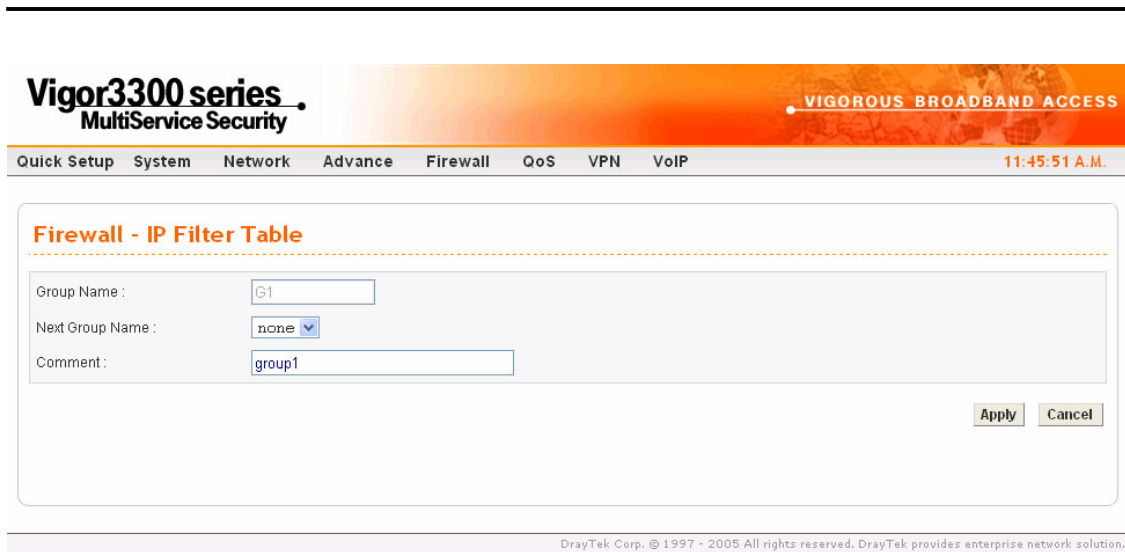 Vigor3300 series
MultiService Security
VIGOROUS BROADBAND ACCESS
Quick Setup System Network Advance Firewall QoS VPN VoIP 11:45:51 A.M.
Firewall - IP Filter Table
Group Name : G1
Next Group Name : none
Comment : group1
Apply Cancel
DrayTek Corp. © 1997 - 2005 All rights reserved. DrayTek provides enterprise network solution.